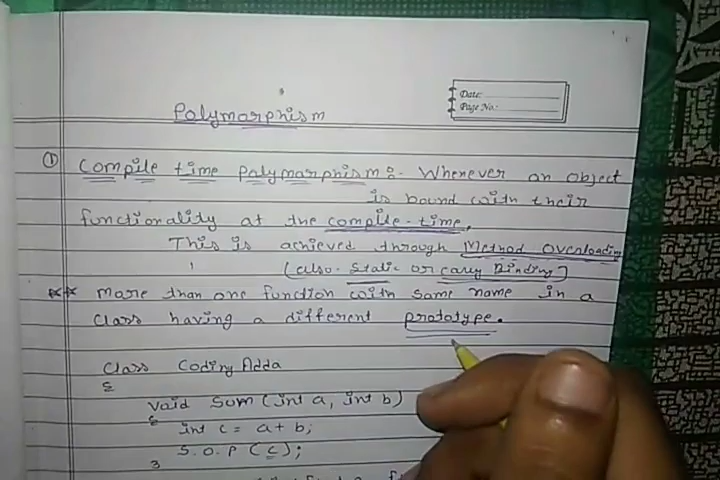 Date:
Page No:
Polymorphism
① Compile time Polymorphism :- Whenever an object
is bound with their
functionality at the compile-time,
This is achieved through Method Overloading
(also Static or early Binding)
** More than one function with same name in a
class having a different prototype.
Class Coding Adda
{
void Sum (int a, int b)
{
int c = a + b;
S.O.P (c);
}